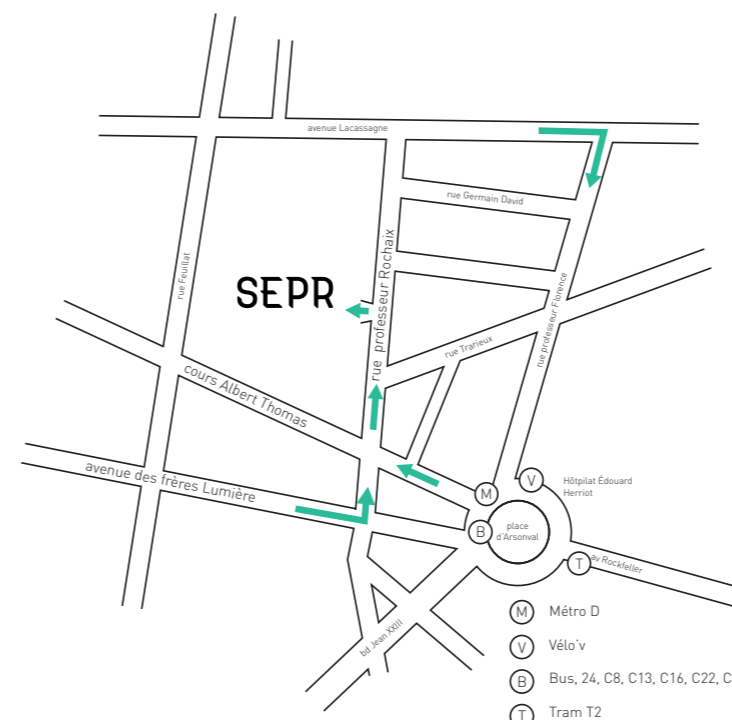 avenue Lacassagne
rue Germain David
rue Feuillat
SEPR
rue professeur Rochaix
rue professeur Florence
rue Trarieux
cours Albert Thomas
avenue des frères Lumière
M
V
Hôtpilat Édouard
Herriot
B
place
d'Arsonval
T
av Rockfeller
bd Jean XXIII
M Métro D
V Vélo'v
B Bus, 24, C8, C13, C16, C22, C
T Tram T2